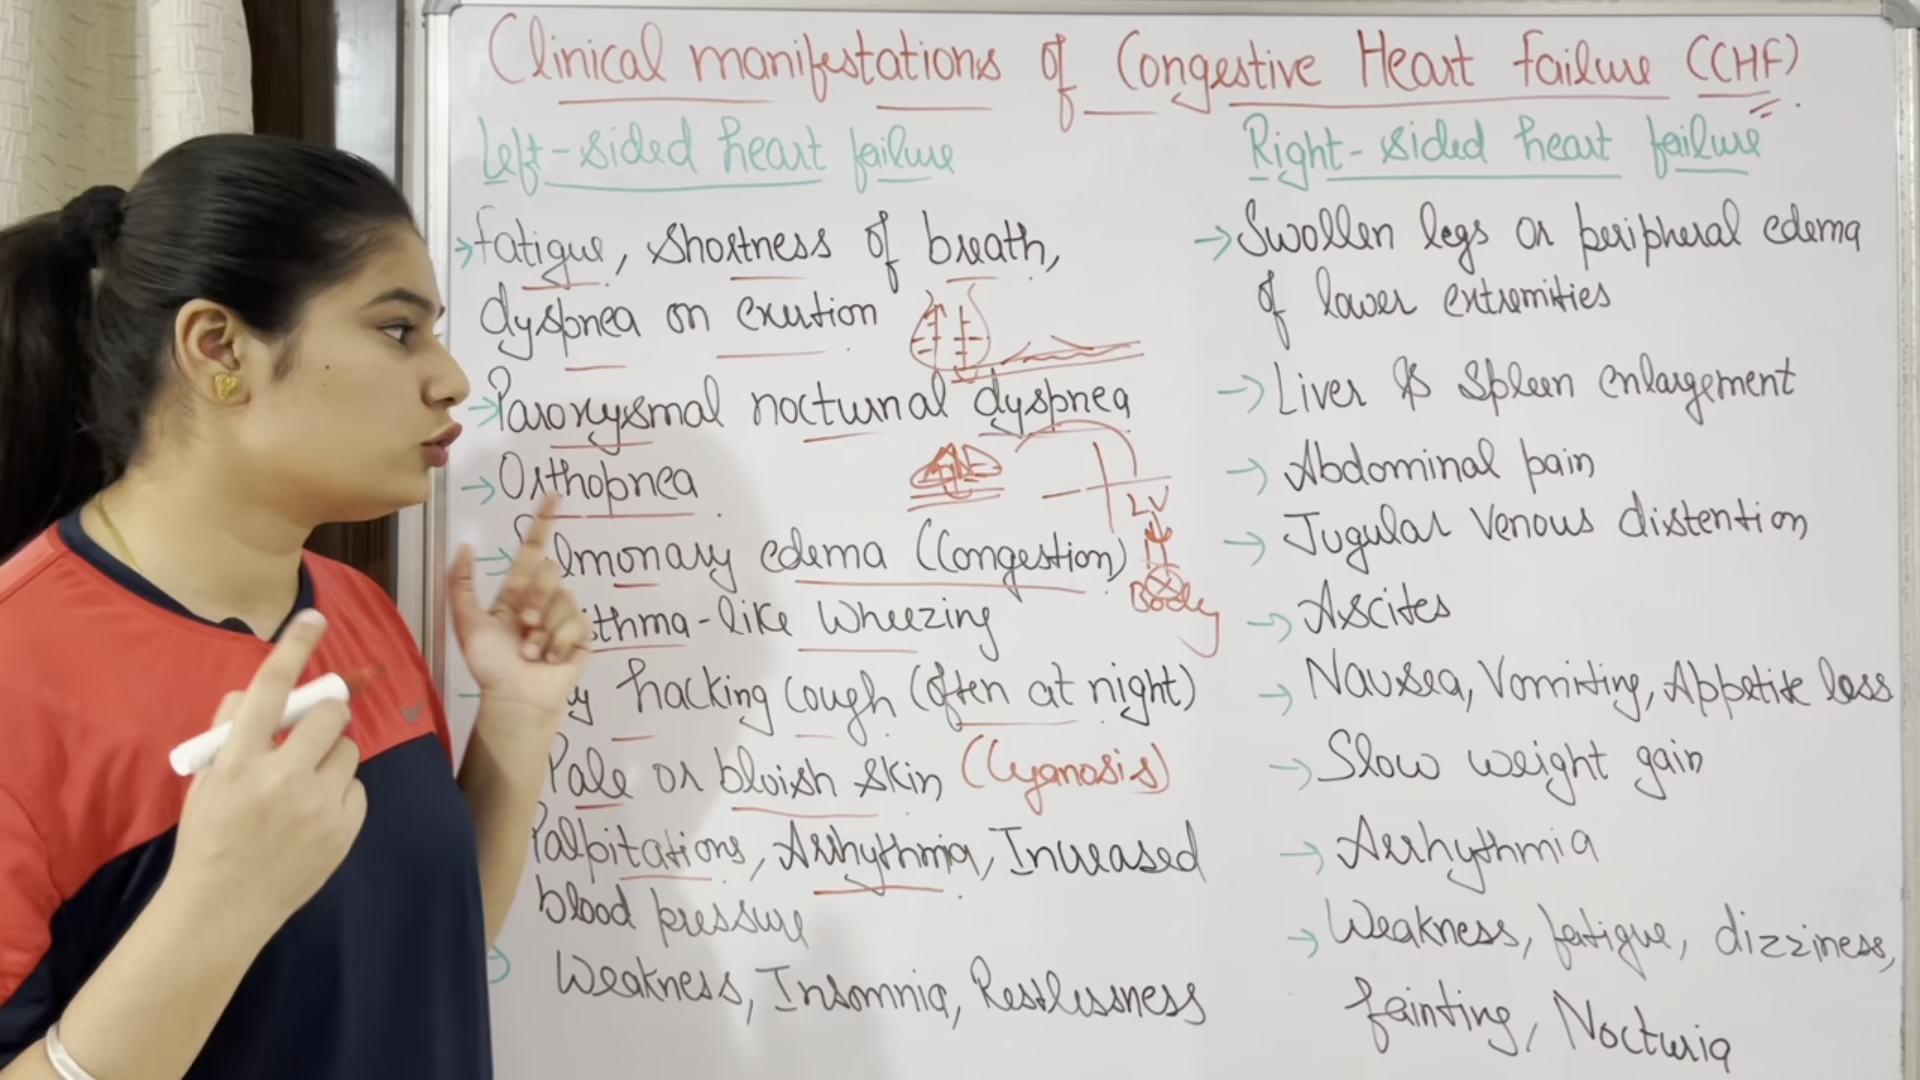 Clinical manifestations of Congestive Heart Failure (CHF)
Left-sided heart failure
→ Fatigue, Shortness of breath,
dyspnea on exertion
→ Paroxysmal nocturnal dyspnea
→ Orthopnea
→ Pulmonary edema (Congestion)
LV
Body
sthma-like Wheezing
y hacking cough (Often at night)
Pale or bluish skin (Cyanosis)
Palpitations, Arrhythmia, Increased
blood pressure
Weakness, Insomnia, Restlessness
Right-sided heart failure
→ Swollen legs or peripheral edema
of lower extremities
→ Liver & Spleen enlargement
→ Abdominal pain
→ Jugular Venous distention
→ Ascites
→ Nausea, Vomiting, Appetite loss
→ Slow weight gain
→ Arrhythmia
→ Weakness, fatigue, dizziness,
fainting, Nocturia